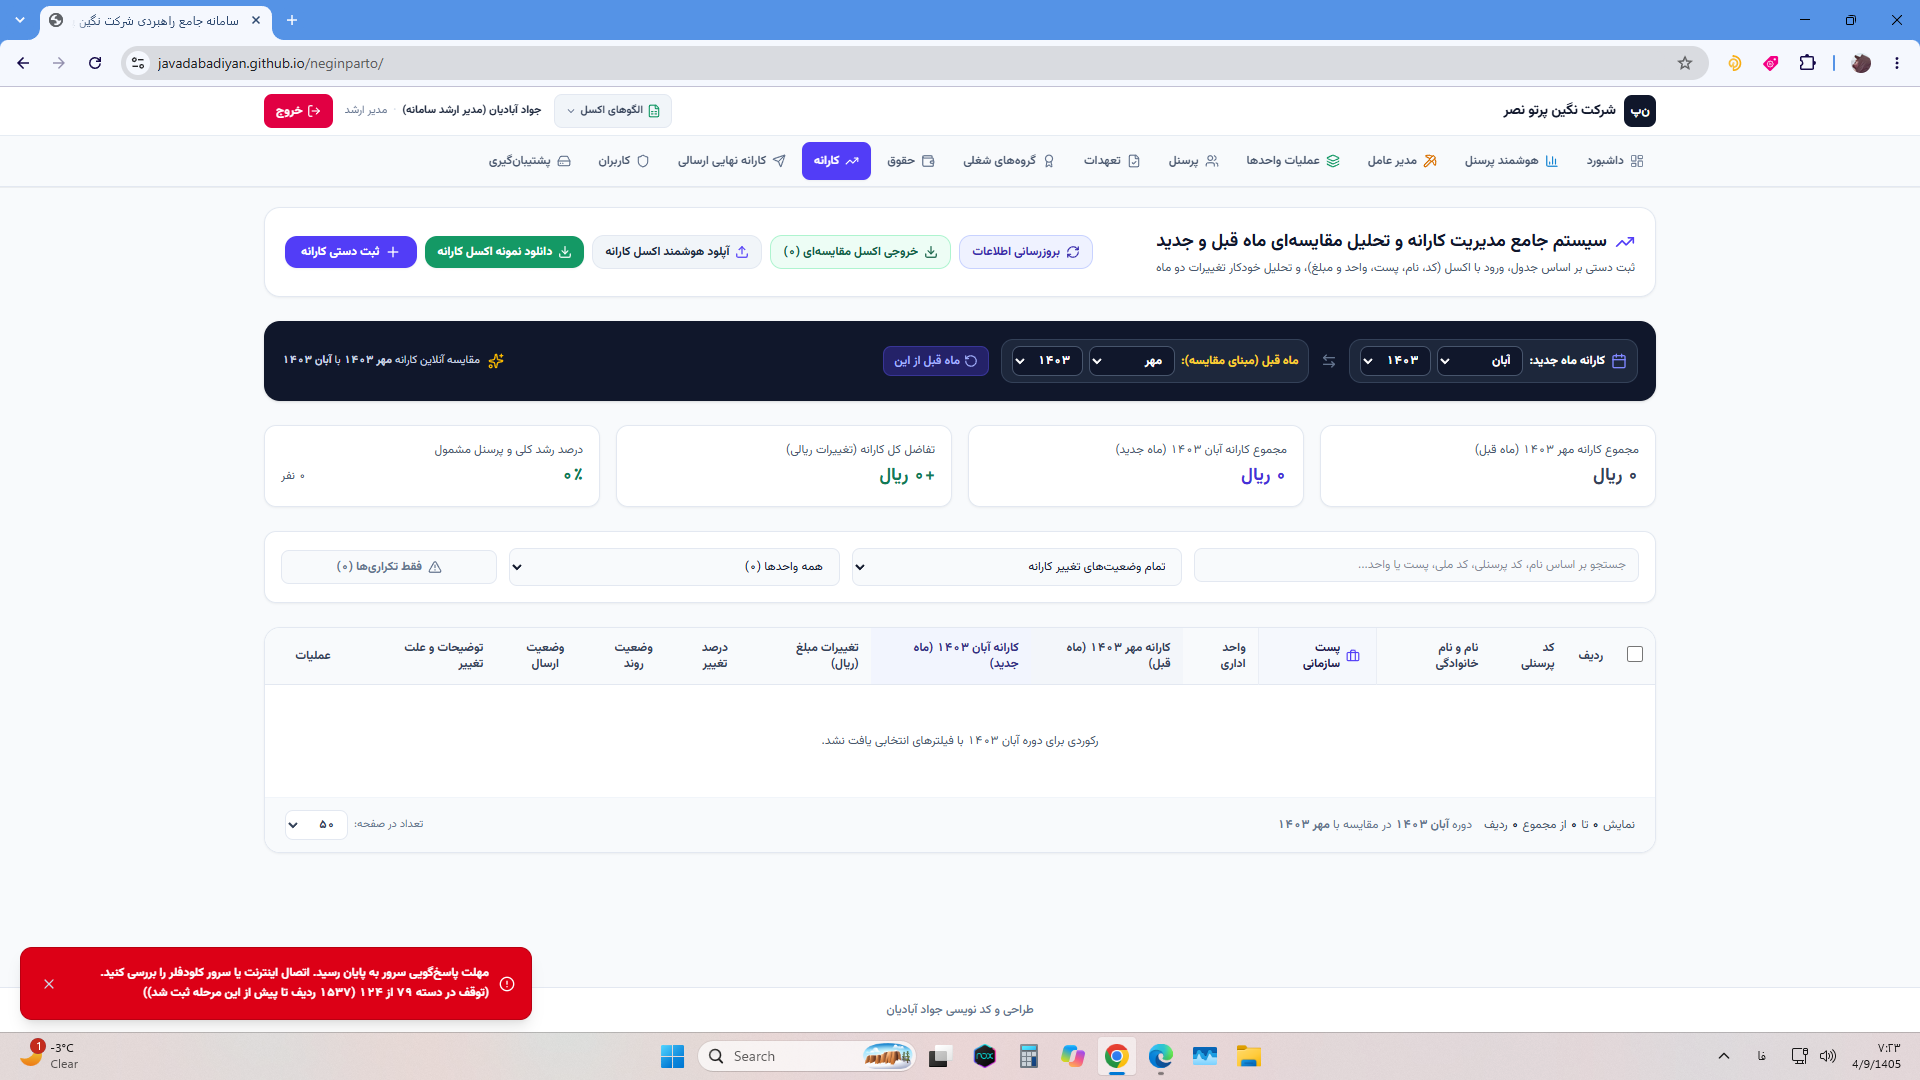 سامانه جامع راهبردی شرکت نگین
javadabadiyan.github.io/neginparto/
ن‌پ
شرکت نگین پرتو نصر
الگوهای اکسل
جواد آبادیان (مدیر ارشد سامانه) · مدیر ارشد
خروج
داشبورد
هوشمند پرسنل
مدیر عامل
عملیات واحدها
پرسنل
تعهدات
گروه‌های شغلی
حقوق
کارانه
کارانه نهایی ارسالی
کاربران
پشتیبان‌گیری
سیستم جامع مدیریت کارانه و تحلیل مقایسه‌ای ماه قبل و جدید
ثبت دستی بر اساس جدول، ورود با اکسل (کد، نام، پست، واحد و مبلغ)، و تحلیل خودکار تغییرات دو ماه
بروزرسانی اطلاعات
خروجی اکسل مقایسه‌ای (۰)
آپلود هوشمند اکسل کارانه
دانلود نمونه اکسل کارانه
ثبت دستی کارانه
کارانه ماه جدید:
آبان
۱۴۰۳
ماه قبل (مبنای مقایسه):
مهر
۱۴۰۳
ماه قبل از این
مقایسه آنلاین کارانه مهر ۱۴۰۳ با آبان ۱۴۰۳
مجموع کارانه مهر ۱۴۰۳ (ماه قبل)
۰ ریال
مجموع کارانه آبان ۱۴۰۳ (ماه جدید)
۰ ریال
تفاضل کل کارانه (تغییرات ریالی)
+۰ ریال
درصد رشد کلی و پرسنل مشمول
۰٪
۰ نفر
جستجو بر اساس نام، کد پرسنلی، کد ملی، پست یا واحد...
تمام وضعیت‌های تغییر کارانه
همه واحدها (۰)
فقط تکراری‌ها (۰)
ردیف
کد
پرسنلی
نام و نام
خانوادگی
پست
سازمانی
واحد
اداری
کارانه مهر ۱۴۰۳ (ماه
قبل)
کارانه آبان ۱۴۰۳ (ماه
جدید)
تغییرات مبلغ
(ریال)
درصد
تغییر
وضعیت
روند
وضعیت
ارسال
توضیحات و علت
تغییر
عملیات
رکوردی برای دوره آبان ۱۴۰۳ با فیلترهای انتخابی یافت نشد.
نمایش ۰ تا ۰ از مجموع ۰ ردیف
دوره آبان ۱۴۰۳ در مقایسه با مهر ۱۴۰۳
تعداد در صفحه:
۵۰
مهلت پاسخ‌گویی سرور به پایان رسید. اتصال اینترنت یا سرور کلودفلر را بررسی کنید.
(توقف در دسته ۷۹ از ۱۲۴ (۱۵۳۷ ردیف تا پیش از این مرحله ثبت شد))
طراحی و کد نویسی جواد آبادیان
1
-3°C
Clear
Search
nox
فا
۷:۲۳
4/9/1405